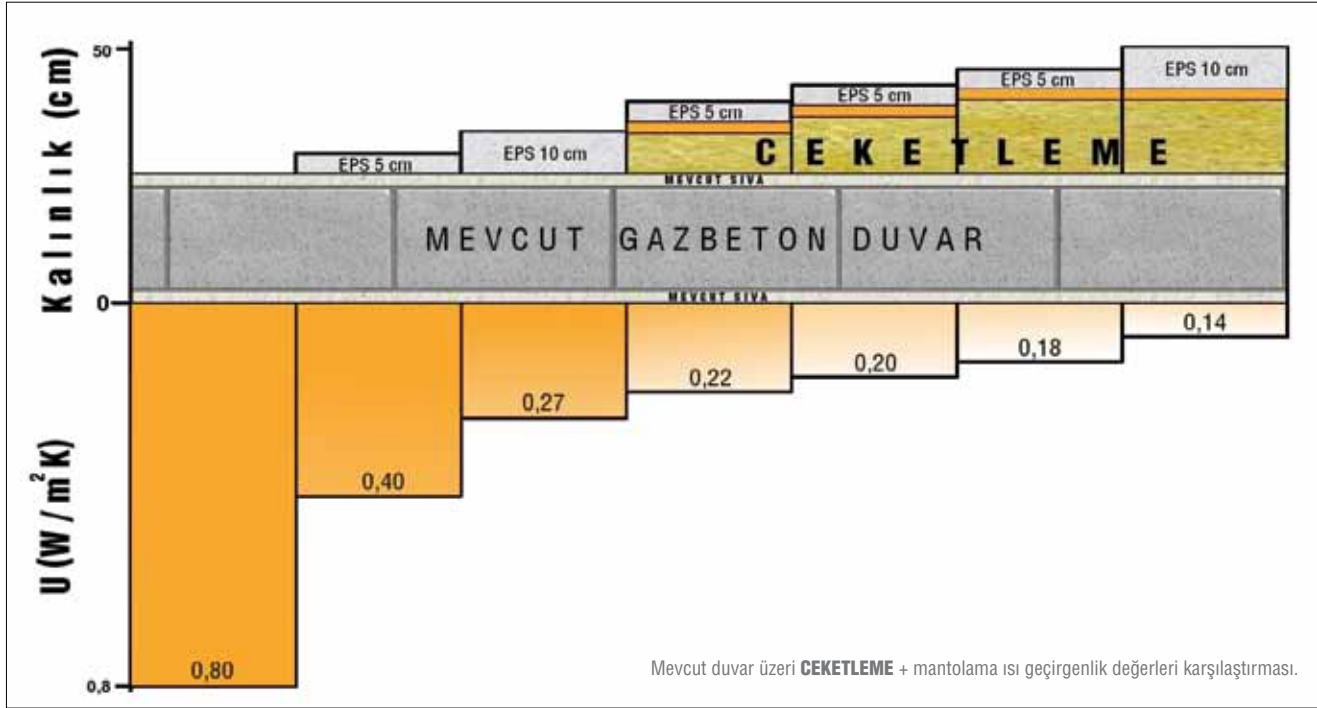 Kalınlık (cm)
50
0
EPS 5 cm
EPS 10 cm
EPS 5 cm
EPS 5 cm
EPS 5 cm
EPS 10 cm
CEKETLEME
MEVCUT SIVA
MEVCUT GAZBETON DUVAR
MEVCUT SIVA
U(W/m²K)
0,8
0,80
0,40
0,27
0,22
0,20
0,18
0,14
Mevcut duvar üzeri CEKETLEME + mantolama ısı geçirgenlik değerleri karşılaştırması.